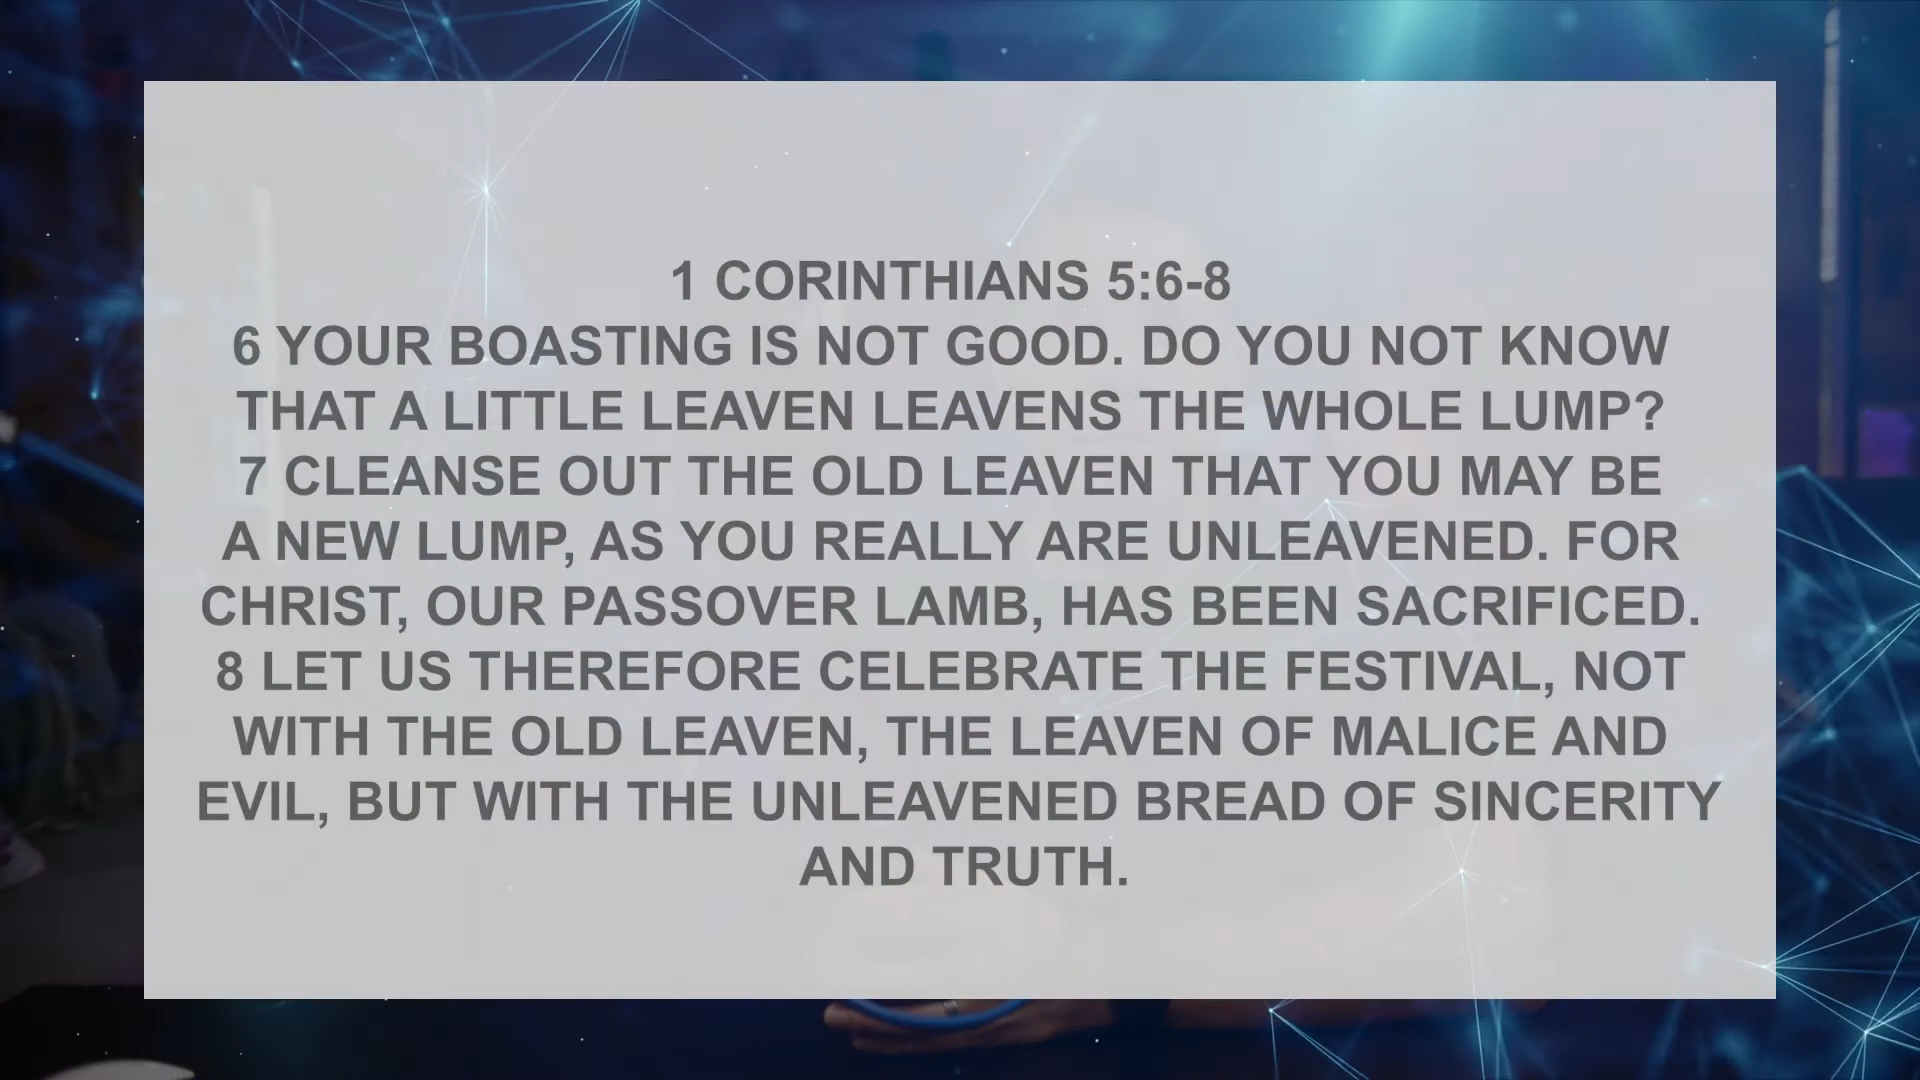 1 CORINTHIANS 5:6-8
6 YOUR BOASTING IS NOT GOOD. DO YOU NOT KNOW
THAT A LITTLE LEAVEN LEAVENS THE WHOLE LUMP?
7 CLEANSE OUT THE OLD LEAVEN THAT YOU MAY BE
A NEW LUMP, AS YOU REALLY ARE UNLEAVENED. FOR
CHRIST, OUR PASSOVER LAMB, HAS BEEN SACRIFICED.
8 LET US THEREFORE CELEBRATE THE FESTIVAL, NOT
WITH THE OLD LEAVEN, THE LEAVEN OF MALICE AND
EVIL, BUT WITH THE UNLEAVENED BREAD OF SINCERITY
AND TRUTH.